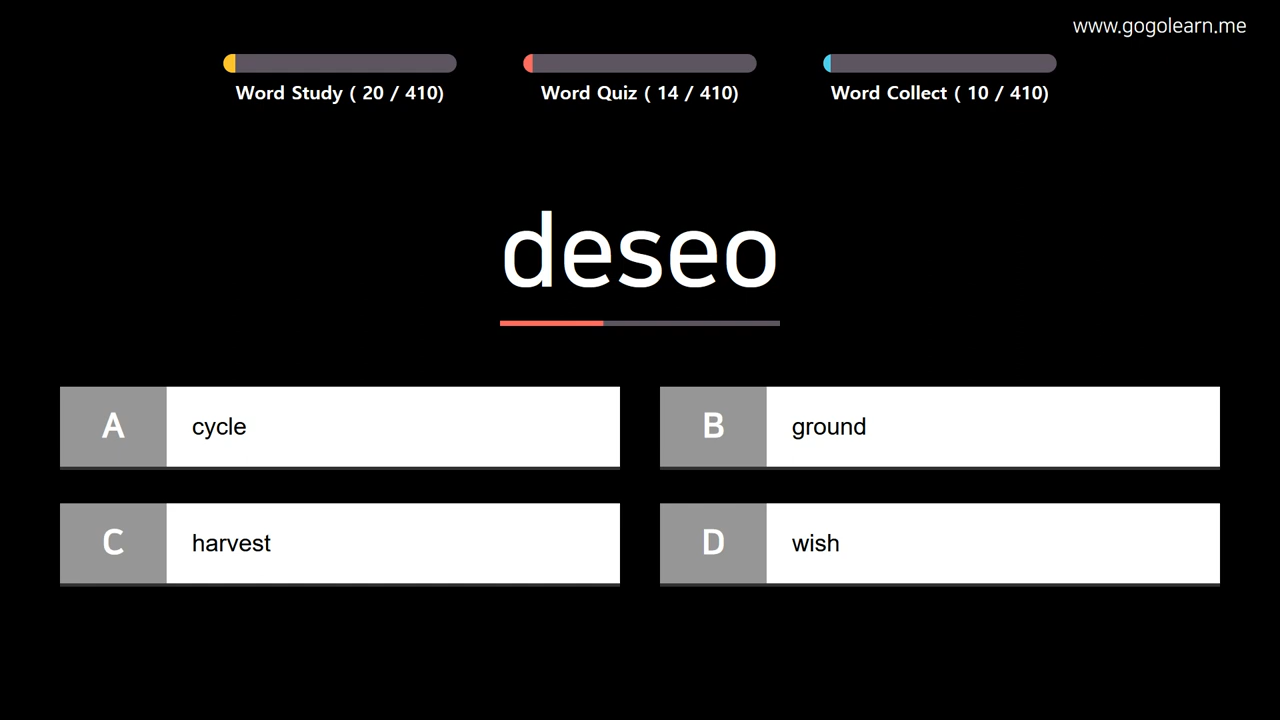 www.gogolearn.me
Word Study ( 20 / 410)
Word Quiz ( 14 / 410)
Word Collect ( 10 / 410)
deseo
A cycle
B ground
C harvest
D wish